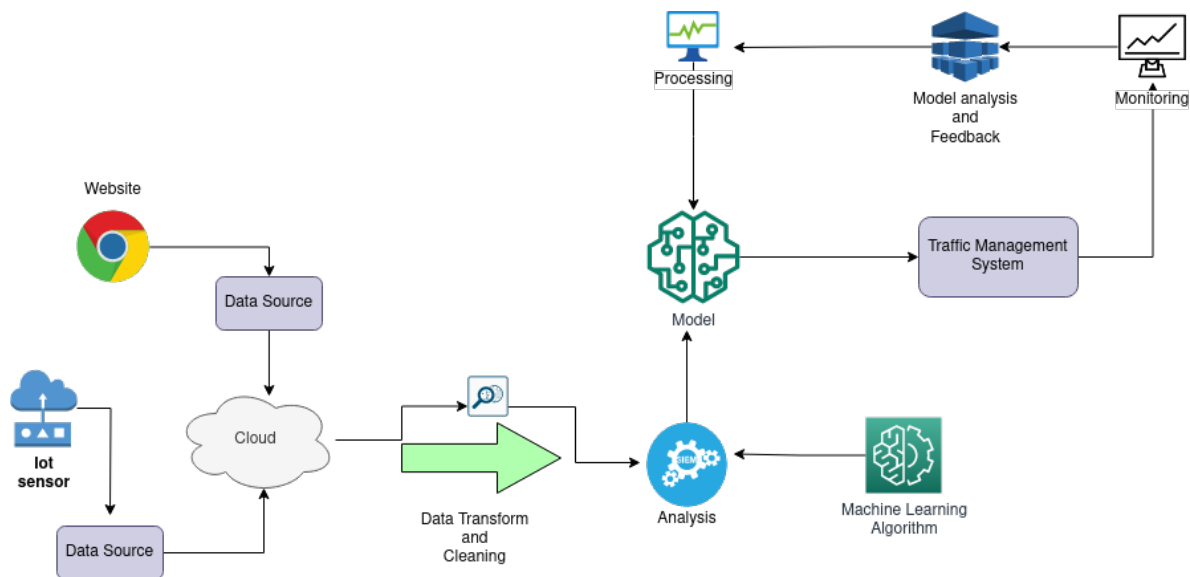 Processing
Model analysis
and
Feedback
Monitoring
Website
Data Source
Traffic Management
System
Model
Iot
sensor
Cloud
SIEM
Data Source
Data Transform
and
Cleaning
Analysis
Machine Learning
Algorithm